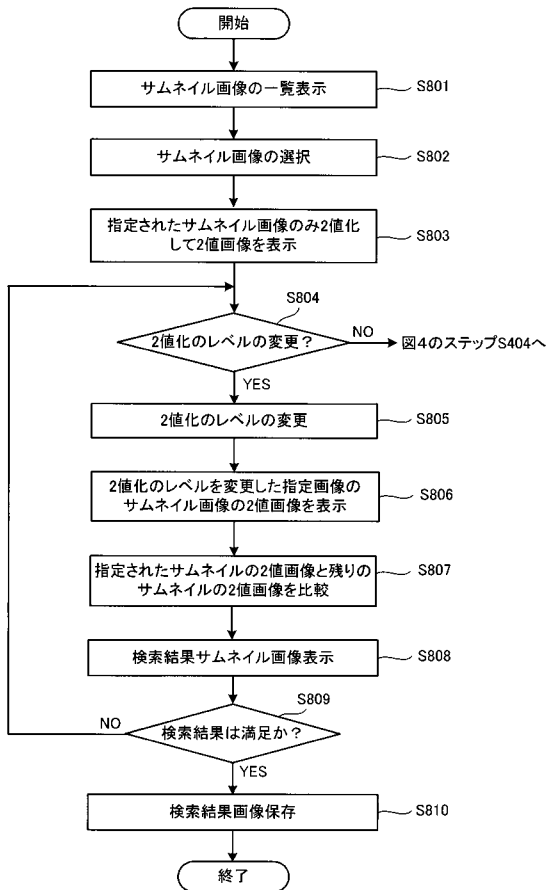 開始
サムネイル画像の一覧表示
S801
サムネイル画像の選択
S802
指定されたサムネイル画像のみ2値化
して2値画像を表示
S803
S804
2値化のレベルの変更？
NO
図４のステップS404へ
YES
2値化のレベルの変更
S805
2値化のレベルを変更した指定画像の
サムネイル画像の2値画像を表示
S806
指定されたサムネイルの2値画像と残りの
サムネイルの2値画像を比較
S807
検索結果サムネイル画像表示
S808
S809
NO
検索結果は満足か？
YES
検索結果画像保存
S810
終了